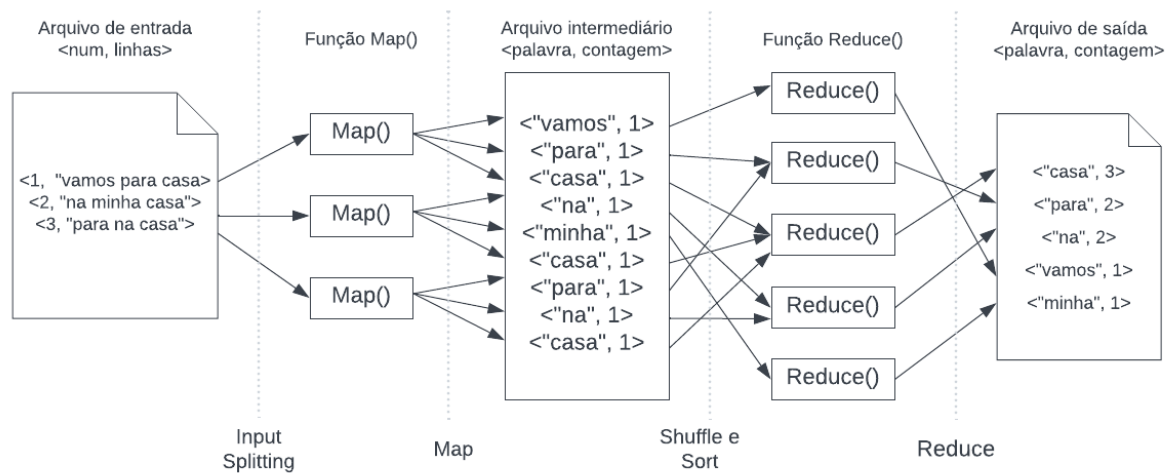 Arquivo de entrada
<num, linhas>
Função Map()
Arquivo intermediário
<palavra, contagem>
Função Reduce()
Arquivo de saída
<palavra, contagem>
<1,  "vamos para casa>
<2, "na minha casa">
<3, "para na casa">
Map()
Map()
Map()
<"vamos", 1>
<"para", 1>
<"casa", 1>
<"na", 1>
<"minha", 1>
<"casa", 1>
<"para", 1>
<"na", 1>
<"casa", 1>
Reduce()
Reduce()
Reduce()
Reduce()
Reduce()
<"casa", 3>
<"para", 2>
<"na", 2>
<"vamos", 1>
<"minha", 1>
Input
Splitting
Map
Shuffle e
Sort
Reduce